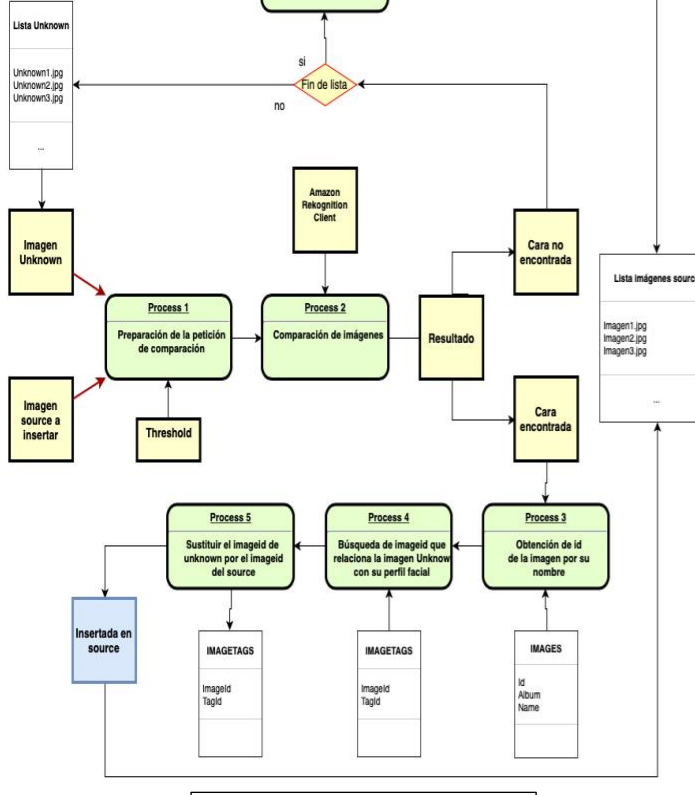 Lista Unknown
Unknown1.jpg
Unknown2.jpg
Unknown3.jpg
...
si
Fin de lista
no
Amazon
Rekognition
Client
Imagen
Unknown
Cara no
encontrada
Lista imágenes sourc
Imagen1.jpg
Imagen2.jpg
Imagen3.jpg
...
Process 1
Preparación de la petición
de comparación
Process 2
Comparación de imágenes
Resultado
Imagen
source a
insertar
Threshold
Cara
encontrada
Process 5
Sustituir el imageid de
unknown por el imageid
del source
Process 4
Búsqueda de imageid que
relaciona la imagen Unknow
con su perfil facial
Process 3
Obtención de id
de la imagen por su
nombre
Insertada en
source
IMAGETAGS
ImageId
TagId
IMAGETAGS
ImageId
TagId
IMAGES
Id
Album
Name